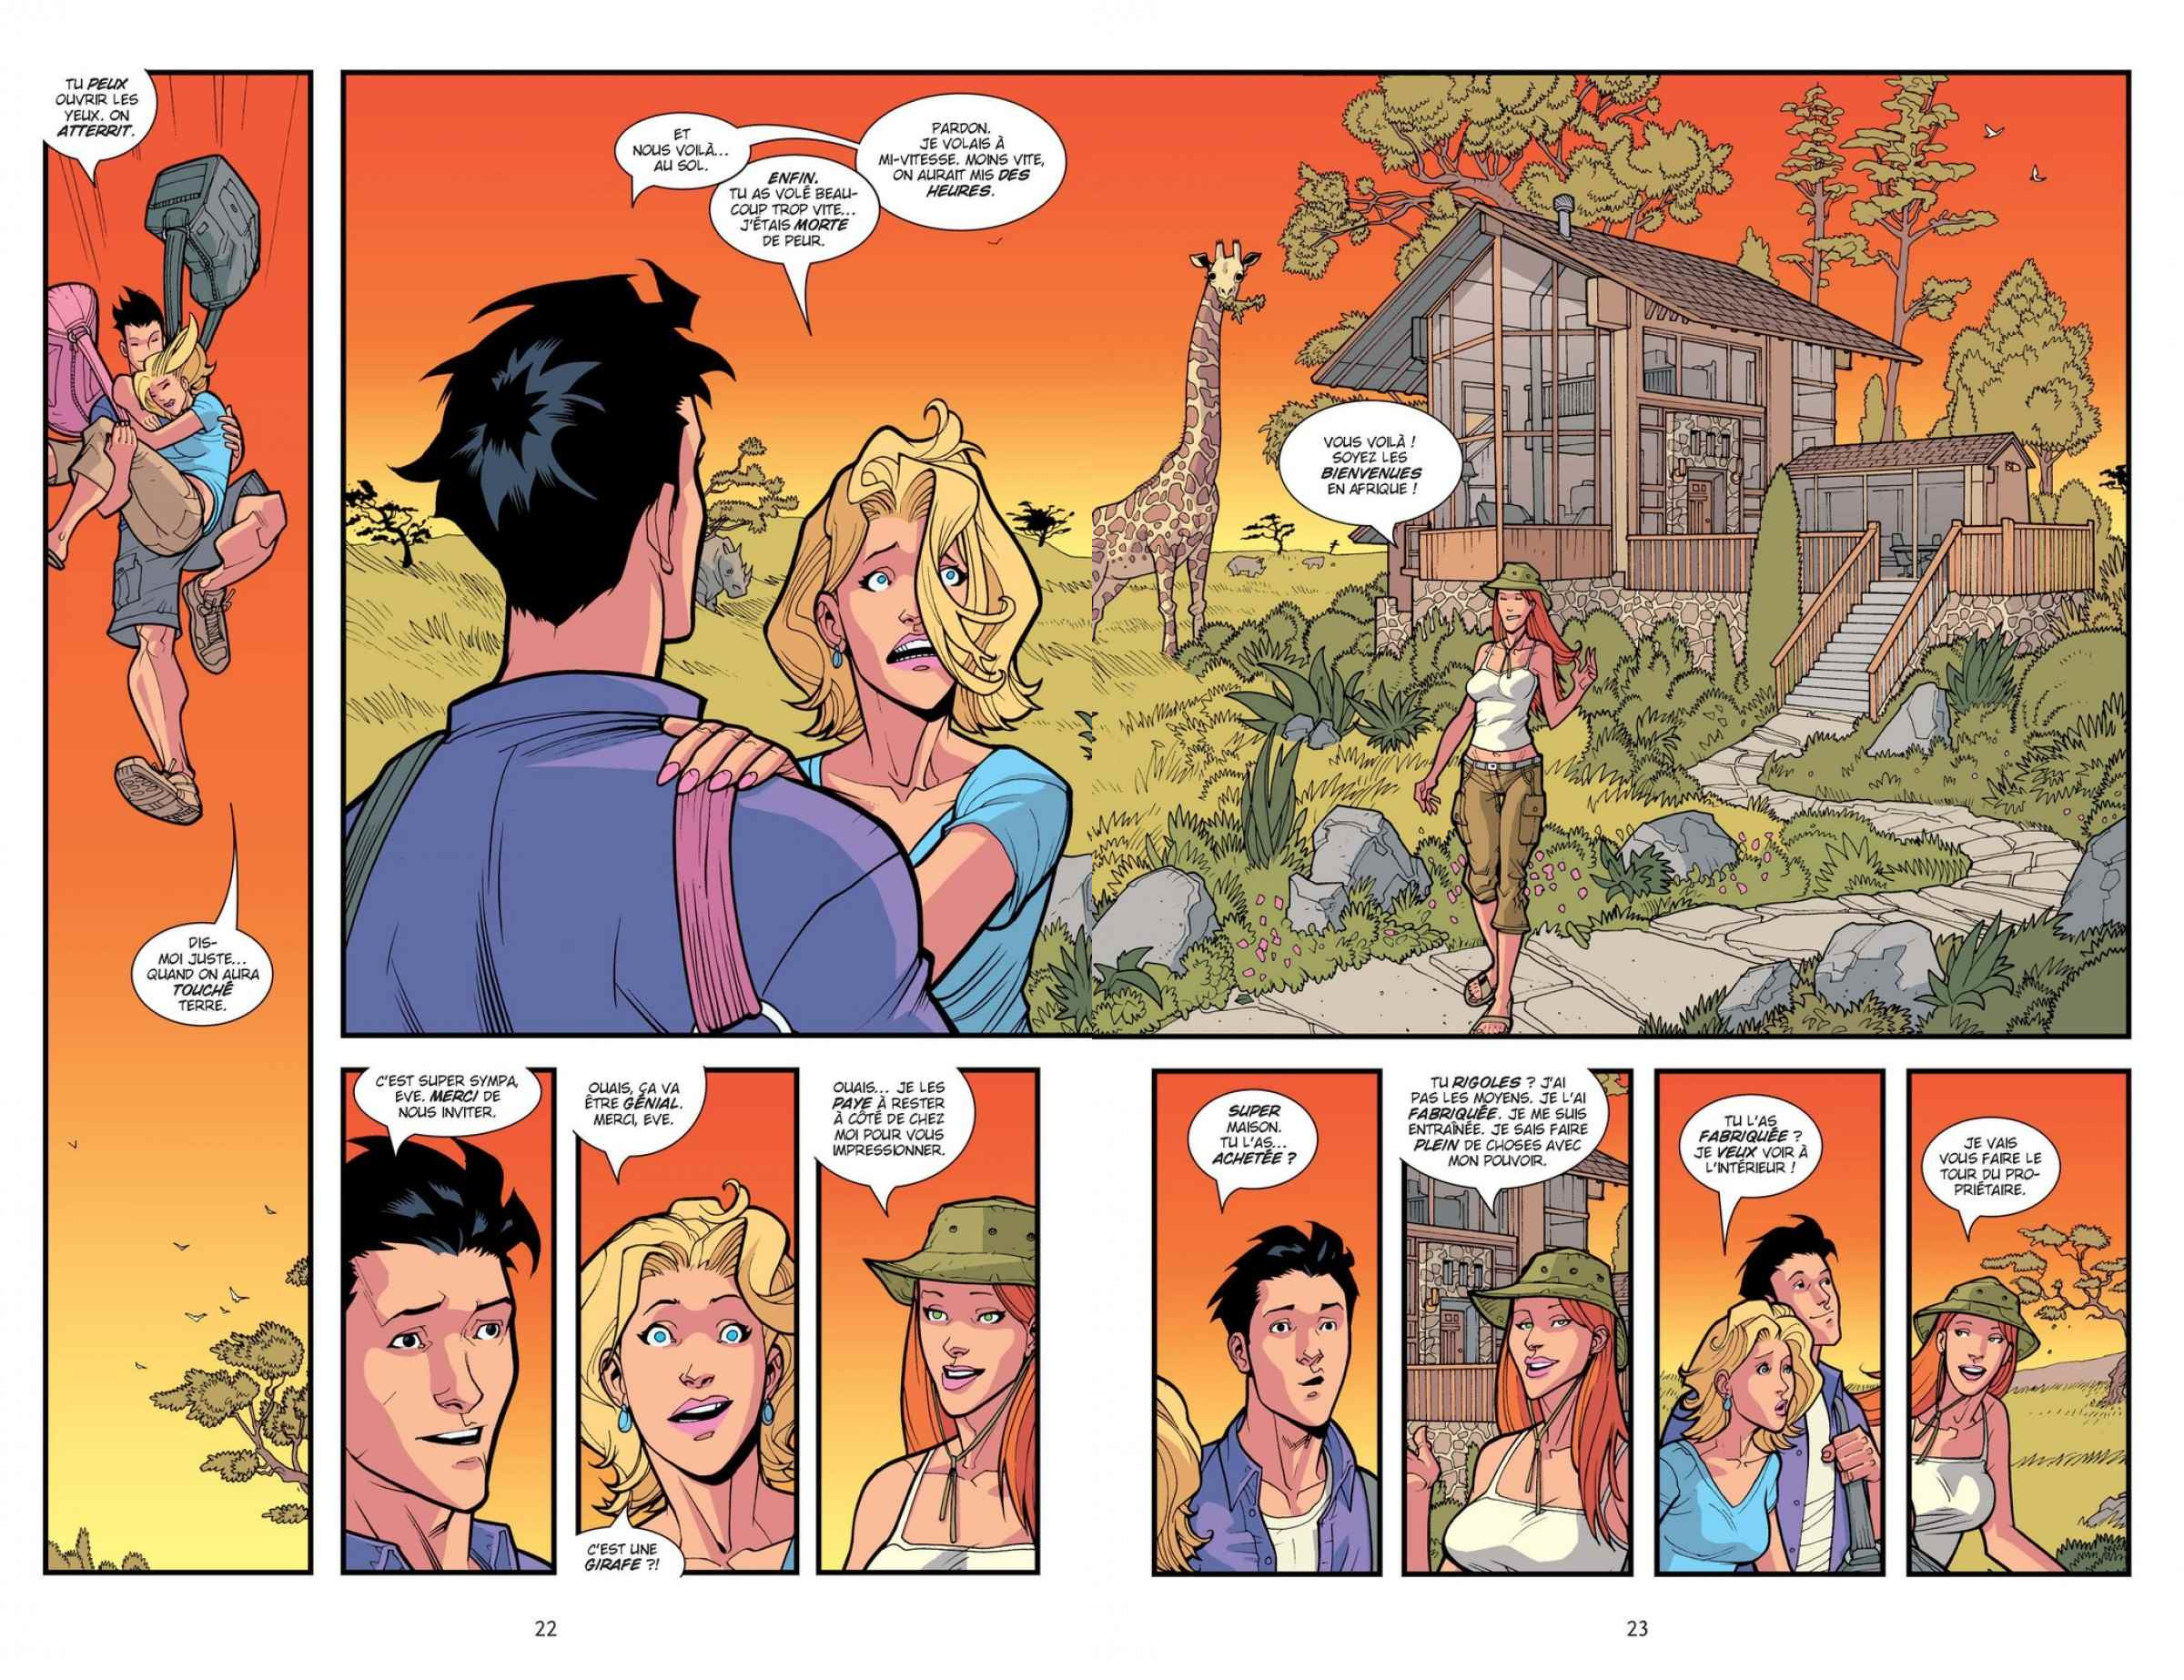 TU PEUX
OUVRIR LES
YEUX. ON
ATTERRIT.
DIS-
MOI JUSTE...
QUAND ON AURA
TOUCHÉ
TERRE.
ET
NOUS VOILÀ...
AU SOL.
ENFIN.
TU AS VOLÉ BEAU-
COUP TROP VITE...
J'ÉTAIS MORTE
DE PEUR.
PARDON.
JE VOLAIS À
MI-VITESSE. MOINS VITE,
ON AURAIT MIS DES
HEURES.
VOUS VOILÀ !
SOYEZ LES
BIENVENUES
EN AFRIQUE !
C'EST SUPER SYMPA,
EVE. MERCI DE
NOUS INVITER.
OUAIS, ÇA VA
ÊTRE GÉNIAL.
MERCI, EVE.
C'EST UNE
GIRAFE ?!
OUAIS... JE LES
PAYE À RESTER
À CÔTÉ DE CHEZ
MOI POUR VOUS
IMPRESSIONNER.
SUPER
MAISON.
TU L'AS...
ACHETÉE ?
TU RIGOLES ? J'AI
PAS LES MOYENS. JE L'AI
FABRIQUÉE. JE ME SUIS
ENTRAÎNÉE. JE SAIS FAIRE
PLEIN DE CHOSES AVEC
MON POUVOIR.
TU L'AS
FABRIQUÉE ?
JE VEUX VOIR À
L'INTÉRIEUR !
JE VAIS
VOUS FAIRE LE
TOUR DU PRO-
PRIÉTAIRE.
22
23